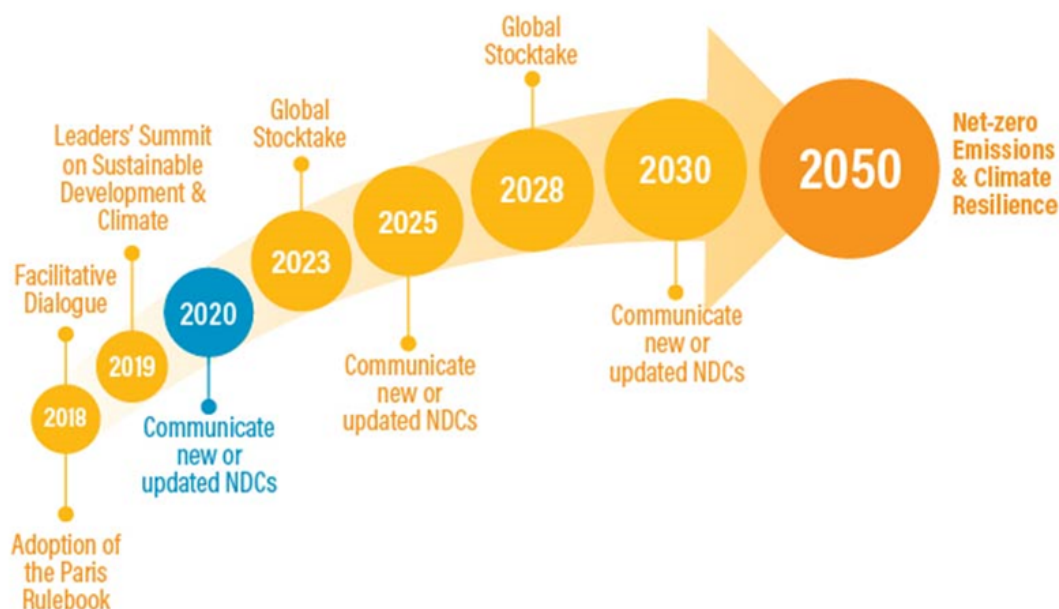 Facilitative
Dialogue
2018
Adoption of
the Paris
Rulebook
Leaders’ Summit
on Sustainable
Development &
Climate
2019
2020
Communicate
new or
updated NDCs
Global
Stocktake
2023
2025
Communicate
new or
updated NDCs
Global
Stocktake
2028
2030
Communicate
new or
updated NDCs
2050
Net-zero
Emissions
& Climate
Resilience